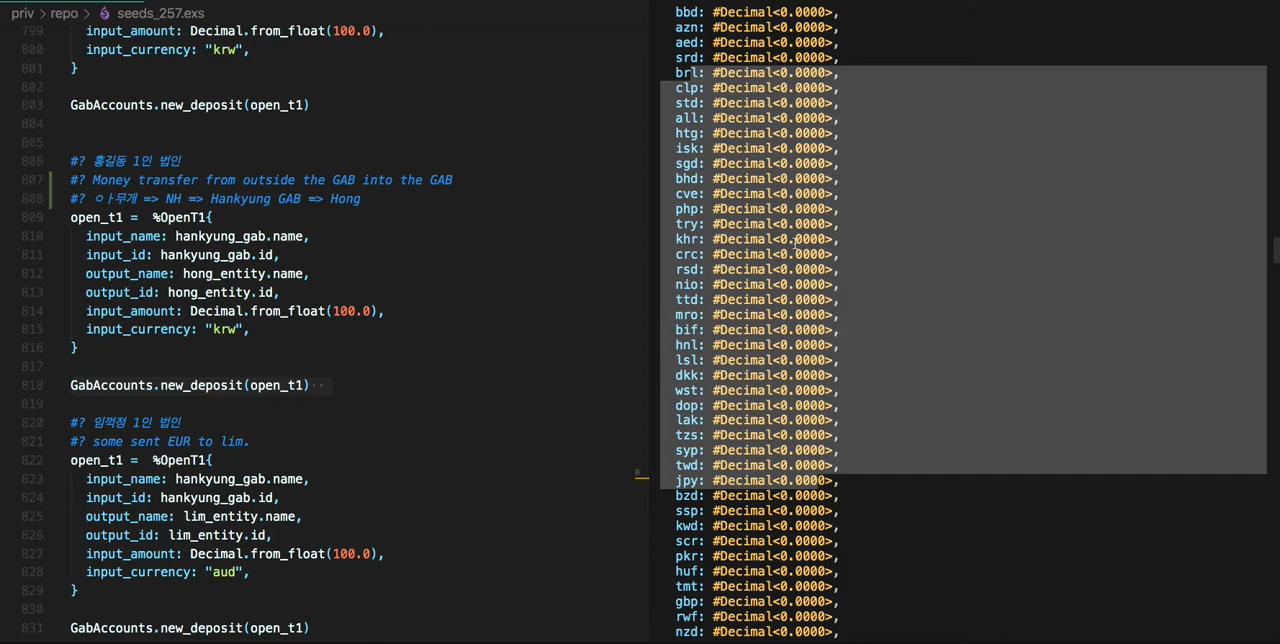 priv > repo > seeds_257.exs
799 input_amount: Decimal.from_float(100.0),
800 input_currency: "krw",
801 }
802
803 GabAccounts.new_deposit(open_t1)
804
805
806 #? 홍길동 1인 법인
807 #? Money transfer from outside the GAB into the GAB
808 #? 아무개 => NH => Hankyung GAB => Hong
809 open_t1 = %OpenT1{
810 input_name: hankyung_gab.name,
811 input_id: hankyung_gab.id,
812 output_name: hong_entity.name,
813 output_id: hong_entity.id,
814 input_amount: Decimal.from_float(100.0),
815 input_currency: "krw",
816 }
817
818 GabAccounts.new_deposit(open_t1)
819
820 #? 임꺽정 1인 법인
821 #? some sent EUR to lim.
822 open_t1 = %OpenT1{
823 input_name: hankyung_gab.name,
824 input_id: hankyung_gab.id,
825 output_name: lim_entity.name,
826 output_id: lim_entity.id,
827 input_amount: Decimal.from_float(100.0),
828 input_currency: "aud",
829 }
830
831 GabAccounts.new_deposit(open_t1)
bbd: #Decimal<0.0000>,
azn: #Decimal<0.0000>,
aed: #Decimal<0.0000>,
srd: #Decimal<0.0000>,
brl: #Decimal<0.0000>,
clp: #Decimal<0.0000>,
std: #Decimal<0.0000>,
all: #Decimal<0.0000>,
htg: #Decimal<0.0000>,
isk: #Decimal<0.0000>,
sgd: #Decimal<0.0000>,
bhd: #Decimal<0.0000>,
cve: #Decimal<0.0000>,
php: #Decimal<0.0000>,
try: #Decimal<0.0000>,
khr: #Decimal<0.0000>,
crc: #Decimal<0.0000>,
rsd: #Decimal<0.0000>,
nio: #Decimal<0.0000>,
ttd: #Decimal<0.0000>,
mro: #Decimal<0.0000>,
bif: #Decimal<0.0000>,
hnl: #Decimal<0.0000>,
lsl: #Decimal<0.0000>,
dkk: #Decimal<0.0000>,
wst: #Decimal<0.0000>,
dop: #Decimal<0.0000>,
lak: #Decimal<0.0000>,
tzs: #Decimal<0.0000>,
syp: #Decimal<0.0000>,
twd: #Decimal<0.0000>,
jpy: #Decimal<0.0000>,
bzd: #Decimal<0.0000>,
ssp: #Decimal<0.0000>,
kwd: #Decimal<0.0000>,
scr: #Decimal<0.0000>,
pkr: #Decimal<0.0000>,
huf: #Decimal<0.0000>,
tmt: #Decimal<0.0000>,
gbp: #Decimal<0.0000>,
rwf: #Decimal<0.0000>,
nzd: #Decimal<0.0000>,